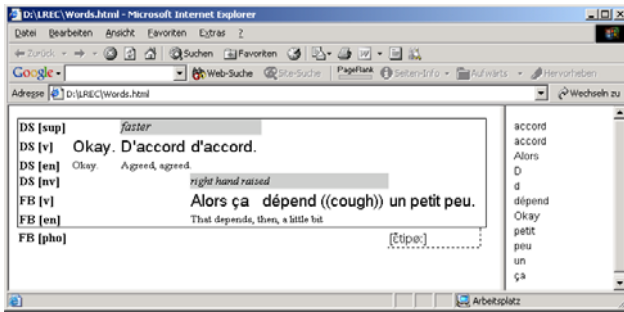 D:\LREC\Words.html - Microsoft Internet Explorer
Datei Bearbeiten Ansicht Favoriten Extras ?
Zurück Suchen Favoriten
Google Web-Suche Site-Suche PageRank Seiten-Info Aufwärts Hervorheben
Adresse D:\LREC\Words.html Wechseln zu
DS [sup] faster
DS [v] Okay. D'accord d'accord.
DS [en] Okay. Agreed, agreed.
DS [nv] right hand raised
FB [v] Alors ça dépend ((cough)) un petit peu.
FB [en] That depends, then, a little bit
FB [pho] [ɛ̃tipø:]
accord
accord
Alors
D
d
dépend
Okay
petit
peu
un
ça
Arbeitsplatz